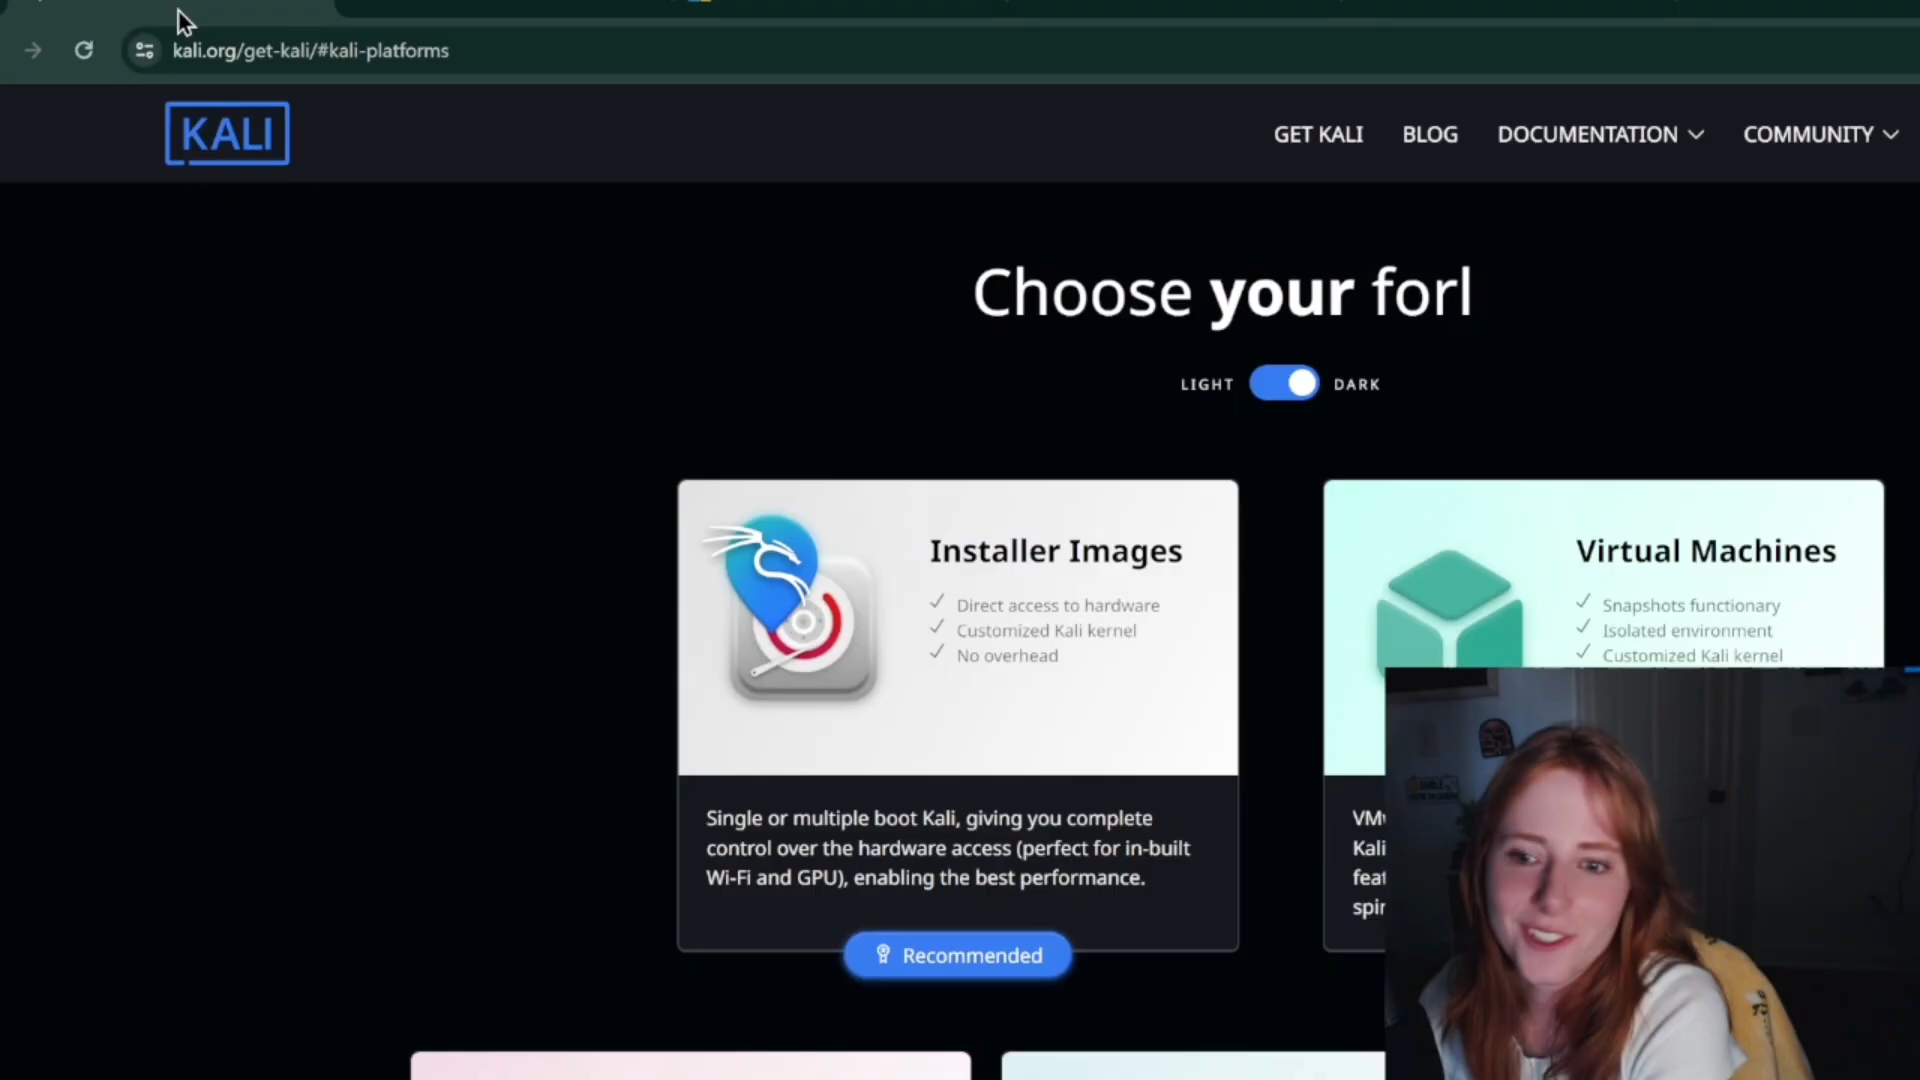 kali.org/get-kali/#kali-platforms
KALI
GET KALI
BLOG
DOCUMENTATION
COMMUNITY
Choose your forl
LIGHT
DARK
Installer Images
Direct access to hardware
Customized Kali kernel
No overhead
Single or multiple boot Kali, giving you complete
control over the hardware access (perfect for in-built
Wi-Fi and GPU), enabling the best performance.
Recommended
Virtual Machines
Snapshots functionary
Isolated environment
Customized Kali kernel
Kali